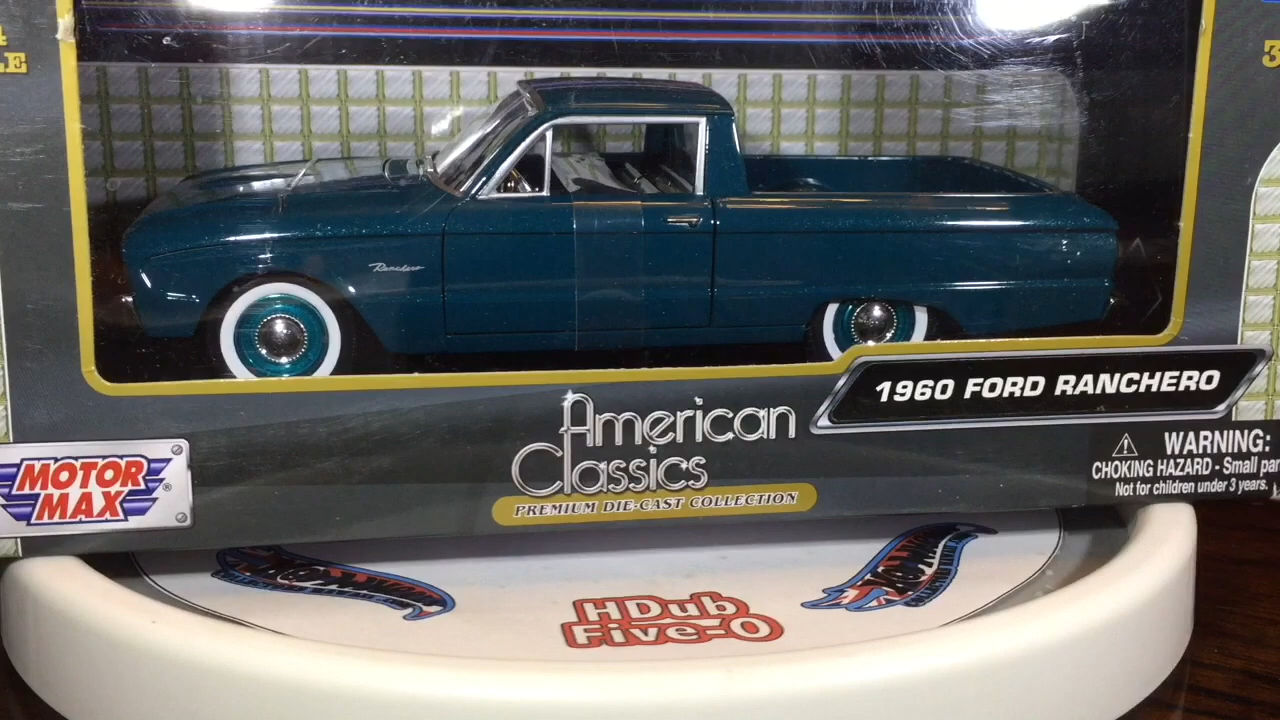 Ranchero
1960 FORD RANCHERO
American
Classics
PREMIUM DIE-CAST COLLECTION
MOTOR
MAX®
WARNING:
CHOKING HAZARD - Small
Not for children under 3 years.
HDub
Five-O